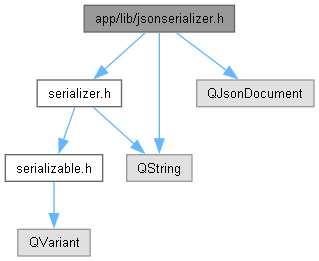 app/lib/jsonserializer.h
serializer.h
QJsonDocument
serializable.h
QString
QVariant